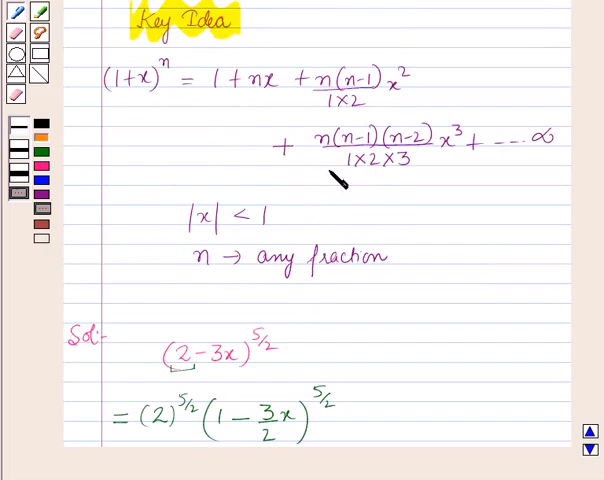 Key Idea
(1+x)^n = 1 + nx + n(n-1)/1×2 x^2
+ n(n-1)(n-2)/1×2×3 x^3 + ---- ∞
|x| < 1
n → any fraction
Sol:-
(2-3x)^5/2
= (2)^5/2 (1 - 3x/2)^5/2